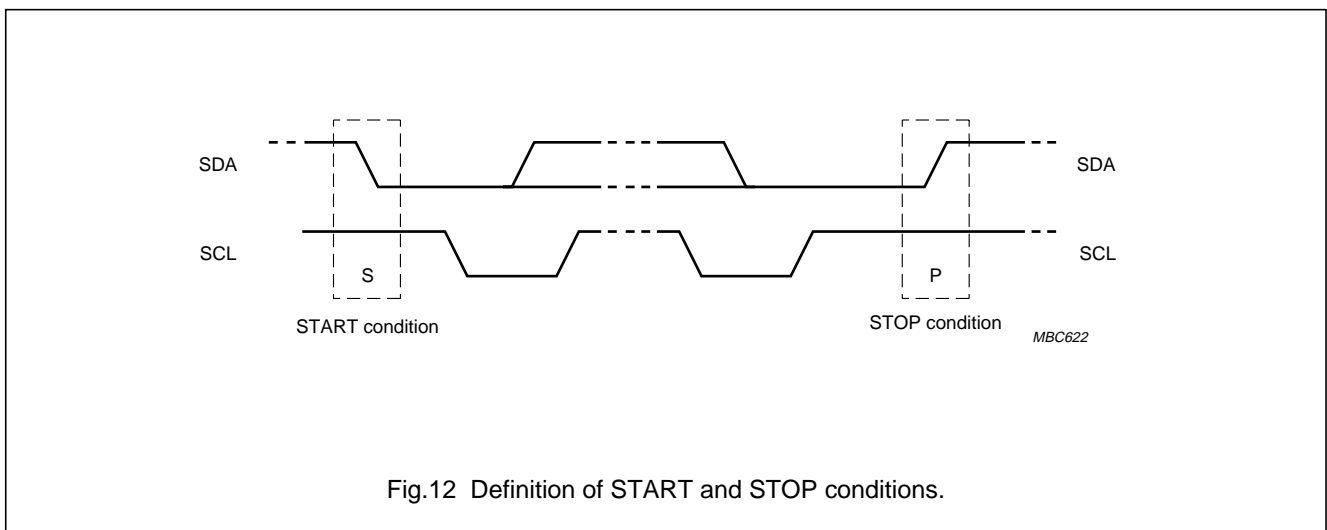 SDA SDA
SCL SCL
S P
START condition STOP condition
MBC622
Fig.12 Definition of START and STOP conditions.